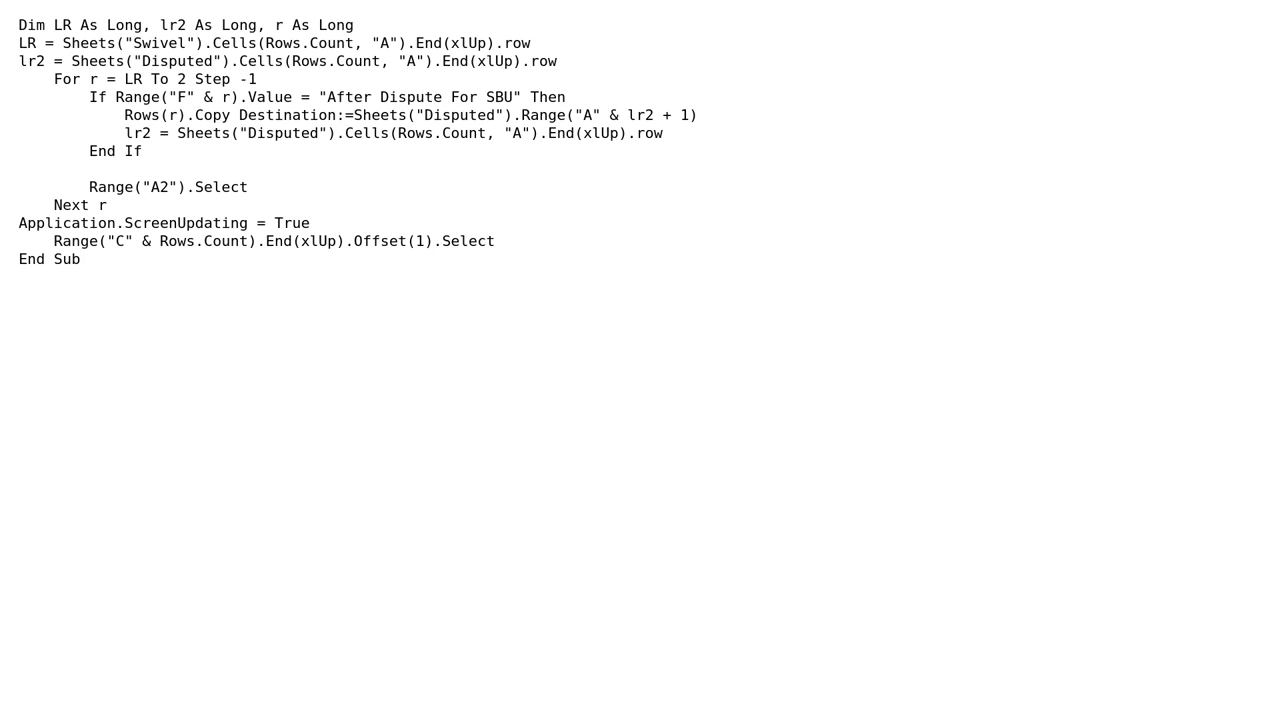 Dim LR As Long, lr2 As Long, r As Long
LR = Sheets("Swivel").Cells(Rows.Count, "A").End(xlUp).row
lr2 = Sheets("Disputed").Cells(Rows.Count, "A").End(xlUp).row
    For r = LR To 2 Step -1
        If Range("F" & r).Value = "After Dispute For SBU" Then
            Rows(r).Copy Destination:=Sheets("Disputed").Range("A" & lr2 + 1)
            lr2 = Sheets("Disputed").Cells(Rows.Count, "A").End(xlUp).row
        End If

        Range("A2").Select
    Next r
Application.ScreenUpdating = True
    Range("C" & Rows.Count).End(xlUp).Offset(1).Select
End Sub